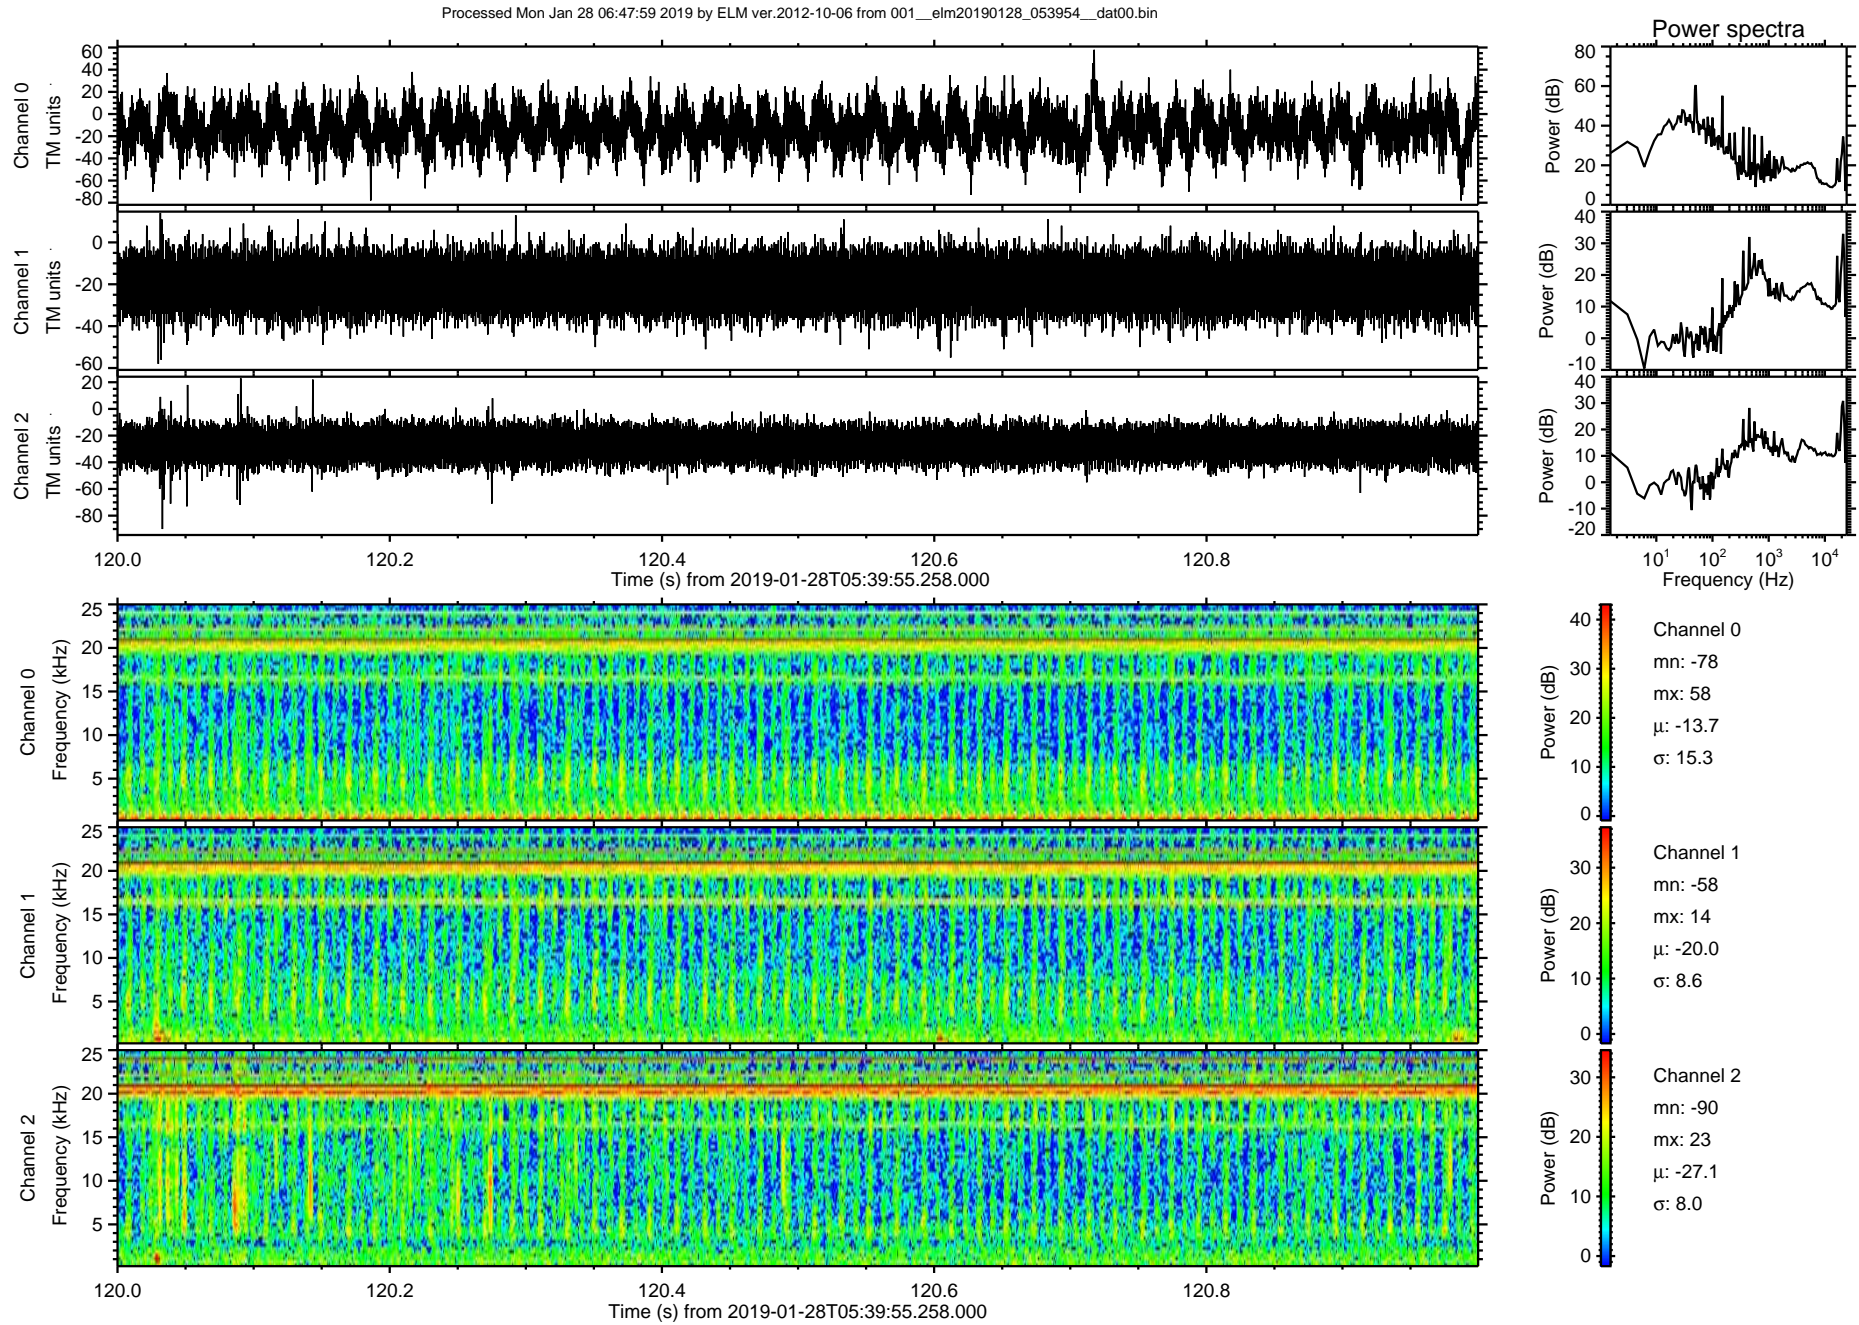 Processed Mon Jan 28 06:47:59 2019 by ELM ver.2012-10-06 from 001__elm20190128_053954__dat00.bin
Power spectra
Channel 0
TM units
60
40
20
0
-20
-40
-60
-80
Power (dB)
80
60
40
20
0
Channel 1
TM units
0
-20
-40
-60
Power (dB)
40
30
20
10
0
-10
Channel 2
TM units
20
0
-20
-40
-60
-80
Power (dB)
40
30
20
10
0
-10
-20
120.0 120.2 120.4 120.6 120.8
Time (s) from 2019-01-28T05:39:55.258.000
10¹ 10² 10³ 10⁴
Frequency (Hz)
Channel 0
Frequency (kHz)
25
20
15
10
5
Power (dB)
40
30
20
10
0
Channel 0
mn: -78
mx: 58
μ: -13.7
σ: 15.3
Channel 1
Frequency (kHz)
25
20
15
10
5
Power (dB)
30
20
10
0
Channel 1
mn: -58
mx: 14
μ: -20.0
σ: 8.6
Channel 2
Frequency (kHz)
25
20
15
10
5
Power (dB)
30
20
10
0
Channel 2
mn: -90
mx: 23
μ: -27.1
σ: 8.0
120.0 120.2 120.4 120.6 120.8
Time (s) from 2019-01-28T05:39:55.258.000